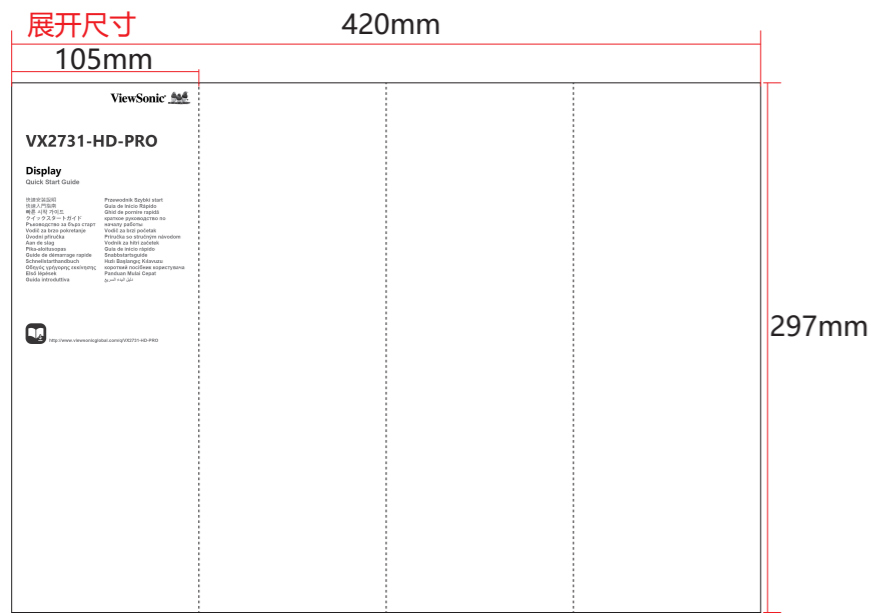 展开尺寸
420mm
105mm
ViewSonic
VX2731-HD-PRO
Display
Quick Start Guide
快速安裝說明
快速入門指南
빠른 시작 가이드
クイックスタートガイド
Ръководство за бърз старт
Vodič za brzo pokretanje
Úvodní příručka
Aan de slag
Pika-aloitusopas
Guide de démarrage rapide
Schnellstarthandbuch
Οδηγός γρήγορης εκκίνησης
Első lépések
Guida introduttiva
Przewodnik Szybki start
Guia de Início Rápido
Ghid de pornire rapidă
краткое руководство по
началу работы
Vodič za brzi početak
Príručka so stručným návodom
Vodnik za hitri začetek
Guía de inicio rápido
Snabbstartsguide
Hızlı Başlangıç Kılavuzu
короткий посібник користувача
Panduan Mulai Cepat
دليل البدء السريع
http://www.viewsonicglobal.com/q/VX2731-HD-PRO
297mm